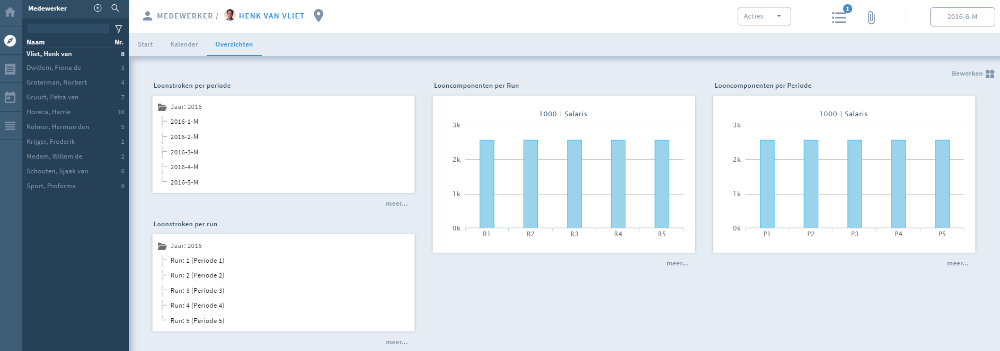 Medewerker
Naam Nr.
Vliet, Henk van 8
Dwillem, Fiona de 3
Groterman, Norbert 4
Gruurt, Petra van 7
Horeca, Harrie 10
Kolmer, Herman den 5
Krijger, Frederik 1
Medem, Willem de 2
Schouten, Sjaak van 6
Sport, Proforma 9
MEDEWERKER / HENK VAN VLIET
Acties
1
2016-6-M
Start Kalender Overzichten
Bewerken
Loonstroken per periode
Jaar: 2016
2016-1-M
2016-2-M
2016-3-M
2016-4-M
2016-5-M
meer...
Loonstroken per run
Jaar: 2016
Run: 1 (Periode 1)
Run: 2 (Periode 2)
Run: 3 (Periode 3)
Run: 4 (Periode 4)
Run: 5 (Periode 5)
meer...
Looncomponenten per Run
1000 | Salaris
3k
2k
1k
0k
R1 R2 R3 R4 R5
meer...
Looncomponenten per Periode
1000 | Salaris
3k
2k
1k
0k
P1 P2 P3 P4 P5
meer...